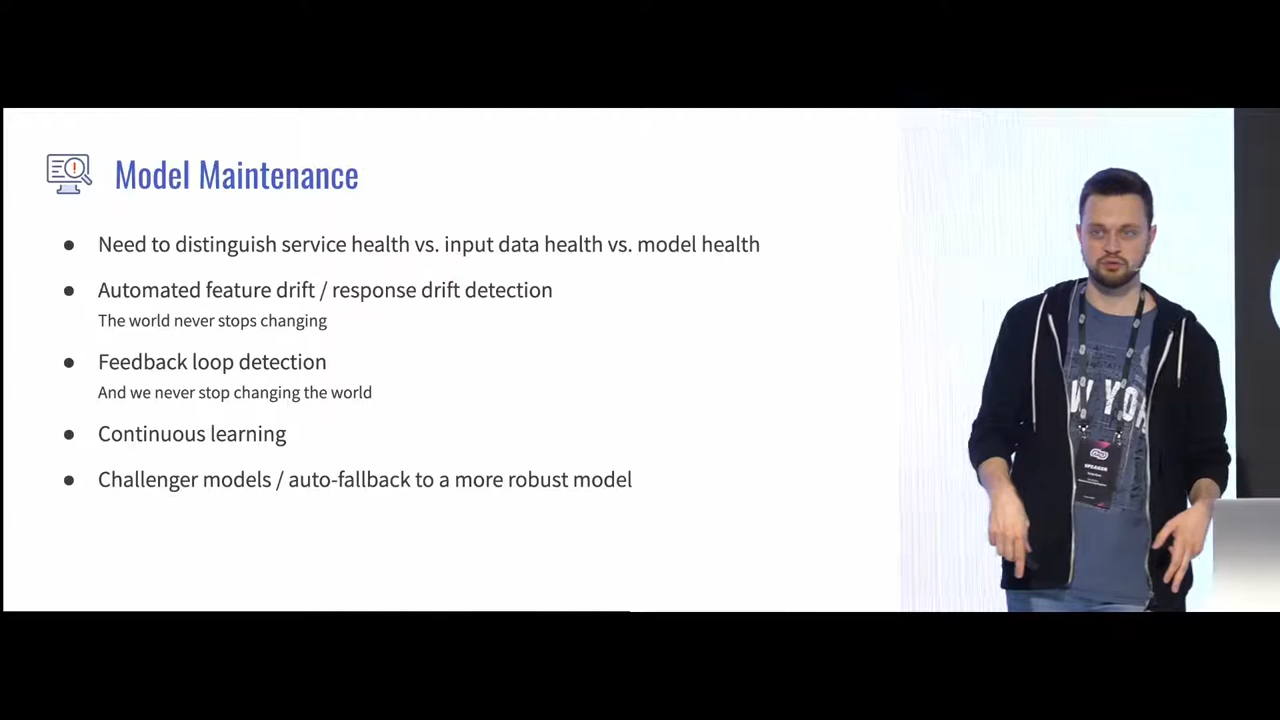 Model Maintenance
Need to distinguish service health vs. input data health vs. model health
Automated feature drift / response drift detection
The world never stops changing
Feedback loop detection
And we never stop changing the world
Continuous learning
Challenger models / auto-fallback to a more robust model
SPEAKER